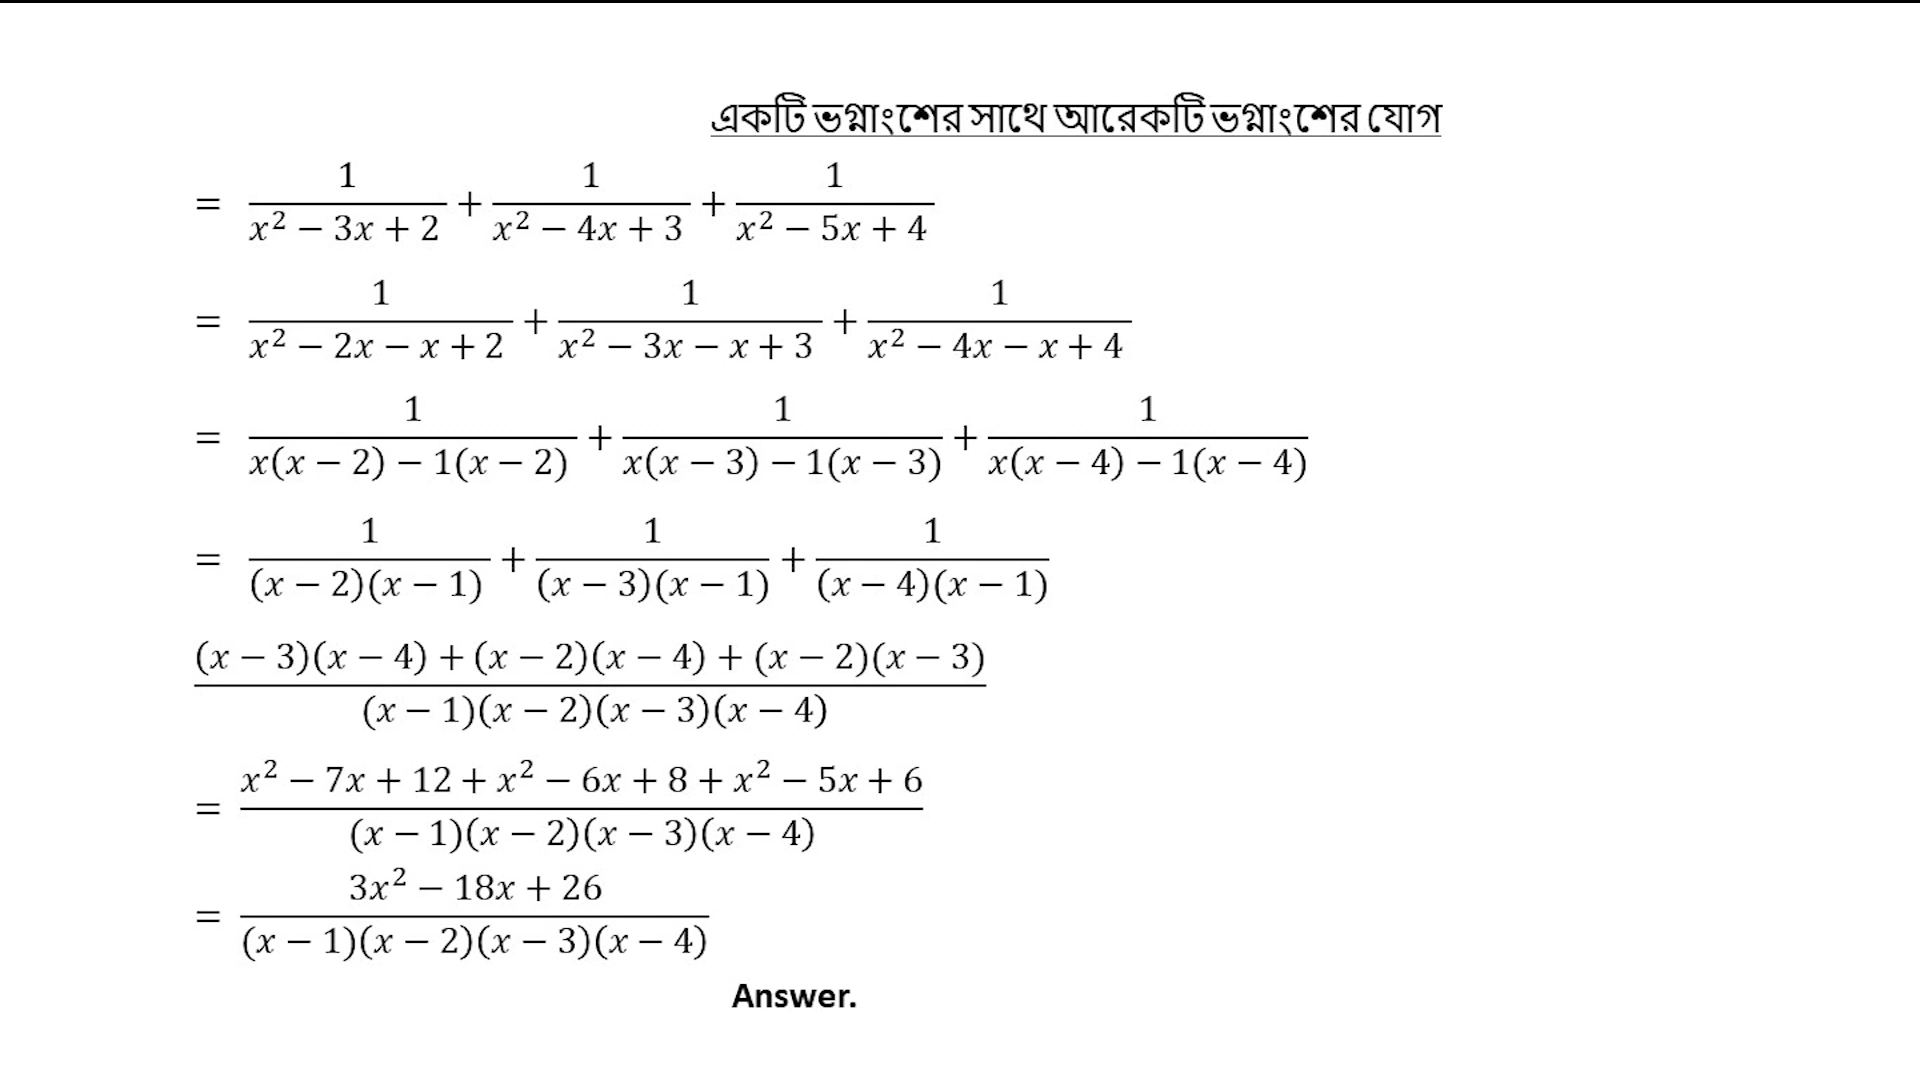 একটি ভগ্নাংশের সাথে আরেকটি ভগ্নাংশের যোগ
= 1/(x² − 3x + 2) + 1/(x² − 4x + 3) + 1/(x² − 5x + 4)
= 1/(x² − 2x − x + 2) + 1/(x² − 3x − x + 3) + 1/(x² − 4x − x + 4)
= 1/(x(x − 2) − 1(x − 2)) + 1/(x(x − 3) − 1(x − 3)) + 1/(x(x − 4) − 1(x − 4))
= 1/((x − 2)(x − 1)) + 1/((x − 3)(x − 1)) + 1/((x − 4)(x − 1))
((x − 3)(x − 4) + (x − 2)(x − 4) + (x − 2)(x − 3))/((x − 1)(x − 2)(x − 3)(x − 4))
= (x² − 7x + 12 + x² − 6x + 8 + x² − 5x + 6)/((x − 1)(x − 2)(x − 3)(x − 4))
= (3x² − 18x + 26)/((x − 1)(x − 2)(x − 3)(x − 4))
Answer.